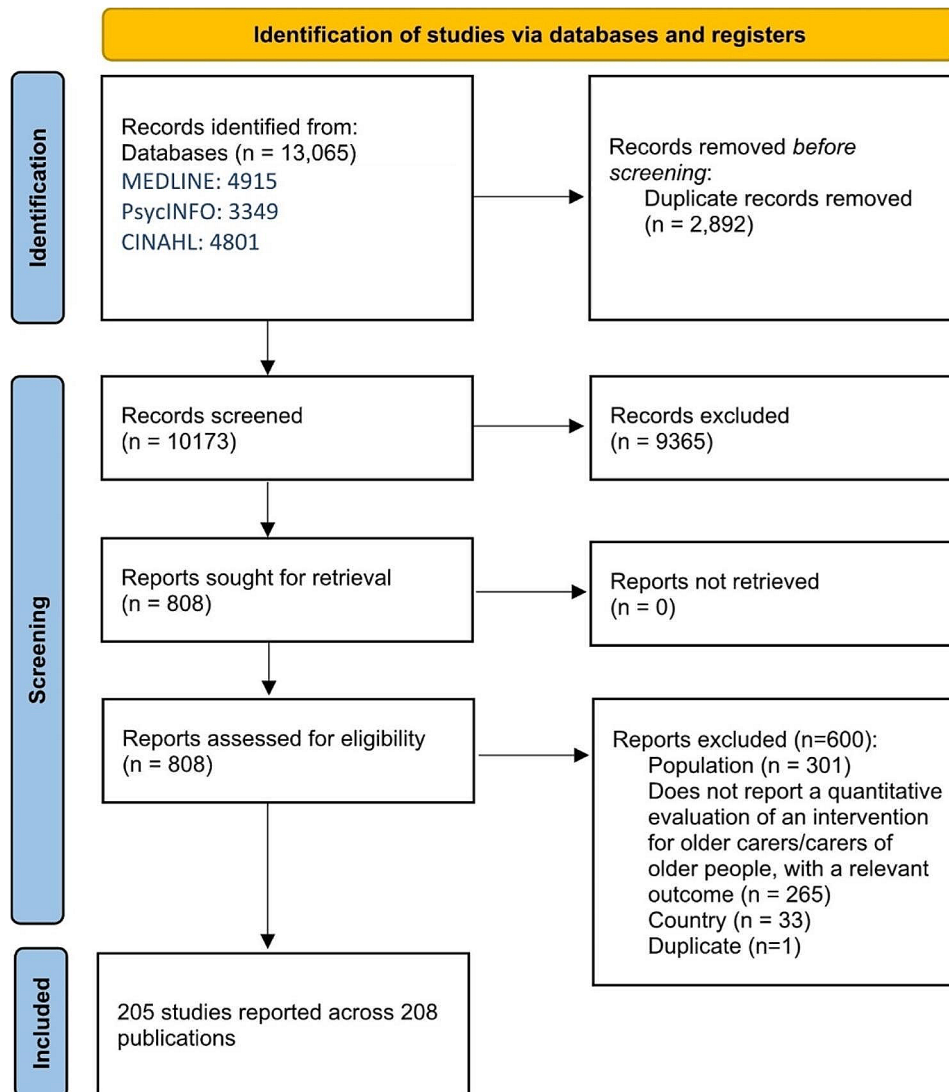 Identification of studies via databases and registers
Identification
Records identified from:
Databases (n = 13,065)
MEDLINE: 4915
PsycINFO: 3349
CINAHL: 4801
Records removed before
screening:
Duplicate records removed
(n = 2,892)
Screening
Records screened
(n = 10173)
Records excluded
(n = 9365)
Reports sought for retrieval
(n = 808)
Reports not retrieved
(n = 0)
Reports assessed for eligibility
(n = 808)
Reports excluded (n=600):
Population (n = 301)
Does not report a quantitative
evaluation of an intervention
for older carers/carers of
older people, with a relevant
outcome (n = 265)
Country (n = 33)
Duplicate (n=1)
Included
205 studies reported across 208
publications